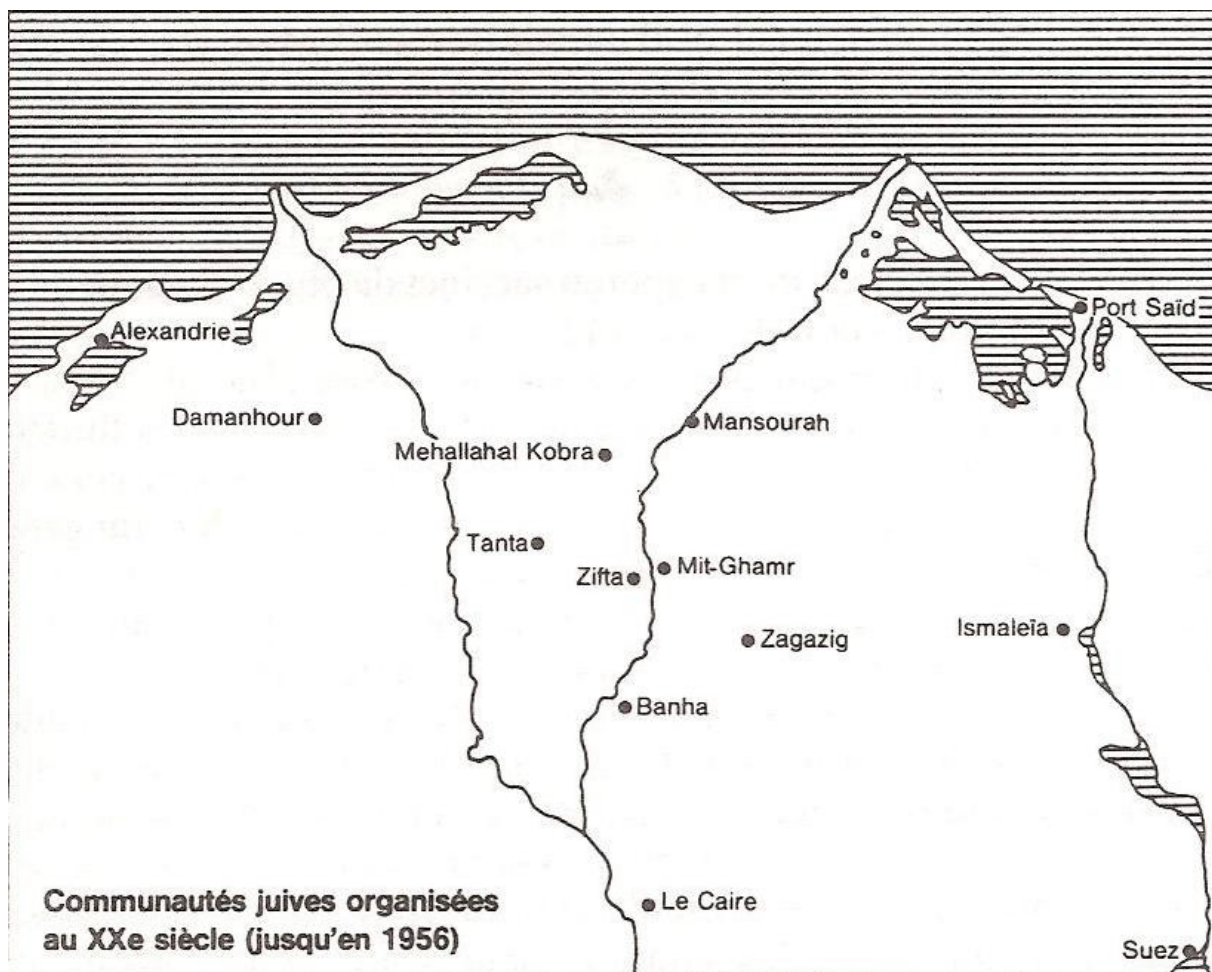 Port Saïd
Alexandrie
Damanhour
Mansourah
Mehallahal Kobra
Tanta
Mit-Ghamr
Zifta
Ismaleïa
Zagazig
Banha
Le Caire
Communautés juives organisées
au XXe siècle (jusqu'en 1956)
Suez